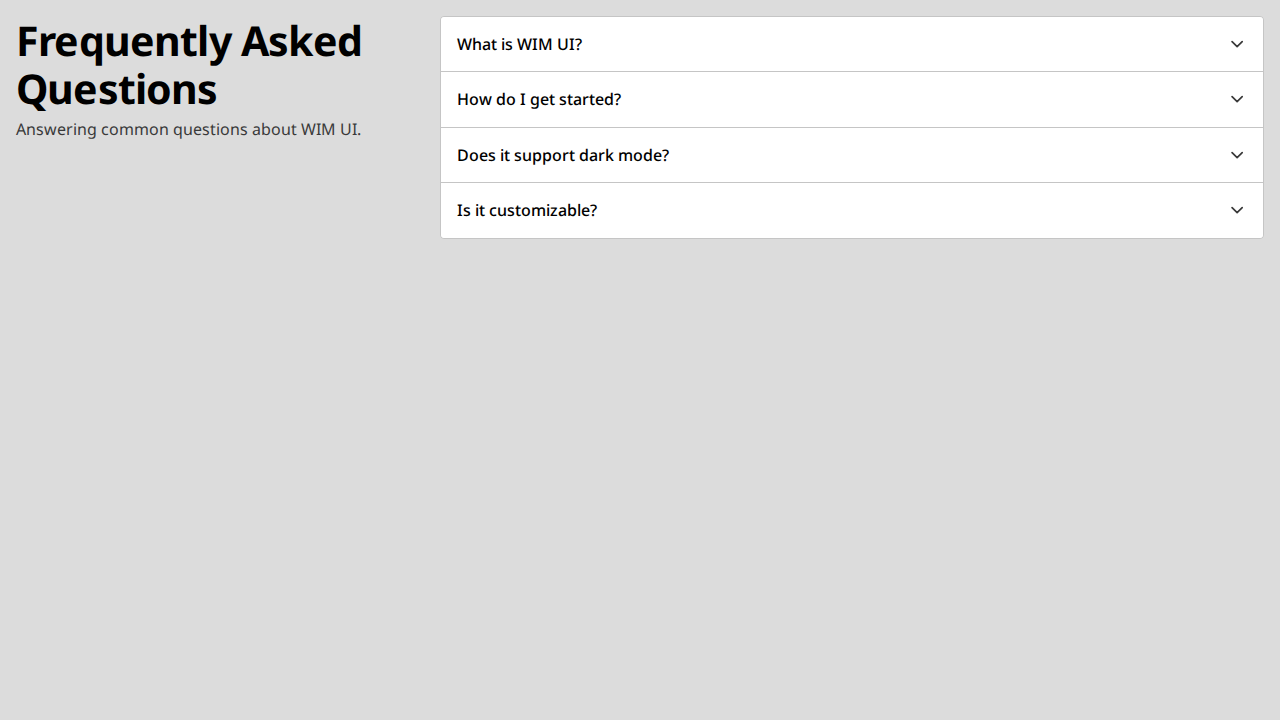 Frequently Asked
Questions
Answering common questions about WIM UI.
What is WIM UI?
How do I get started?
Does it support dark mode?
Is it customizable?